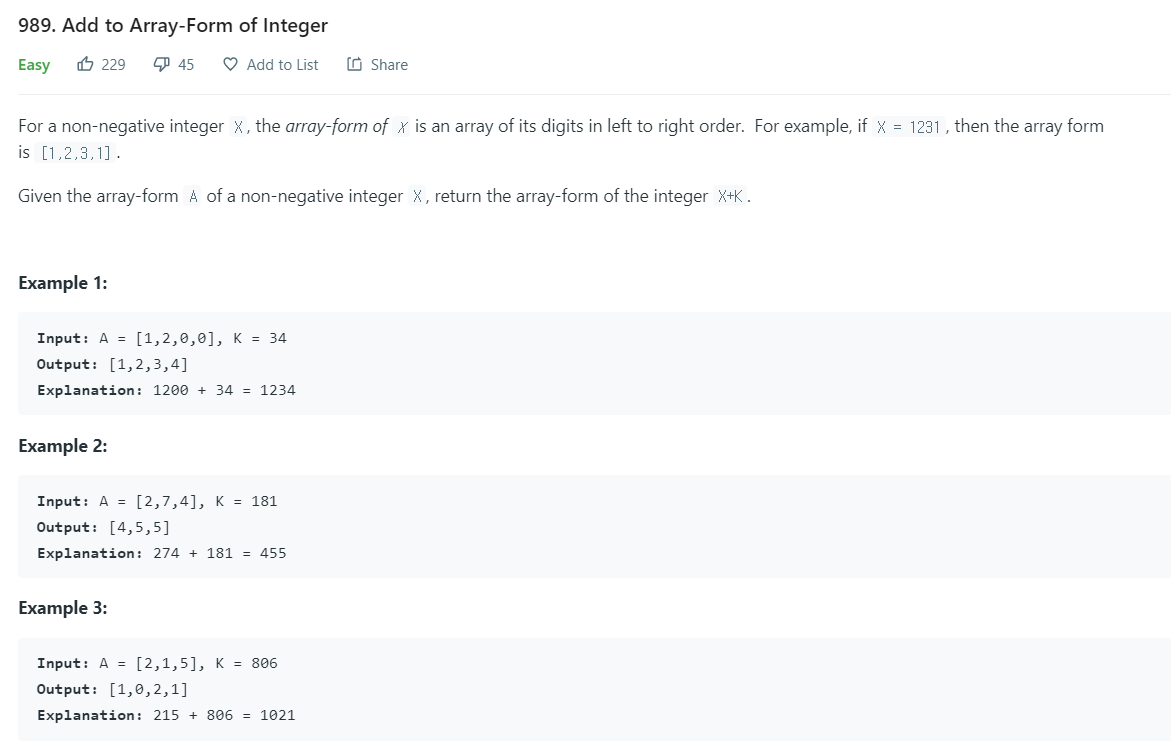 989. Add to Array-Form of Integer
Easy 229 45 Add to List Share
For a non-negative integer X, the array-form of X is an array of its digits in left to right order.  For example, if X = 1231, then the array form
is [1,2,3,1].
Given the array-form A of a non-negative integer X, return the array-form of the integer X+K.
Example 1:
Input: A = [1,2,0,0], K = 34
Output: [1,2,3,4]
Explanation: 1200 + 34 = 1234
Example 2:
Input: A = [2,7,4], K = 181
Output: [4,5,5]
Explanation: 274 + 181 = 455
Example 3:
Input: A = [2,1,5], K = 806
Output: [1,0,2,1]
Explanation: 215 + 806 = 1021